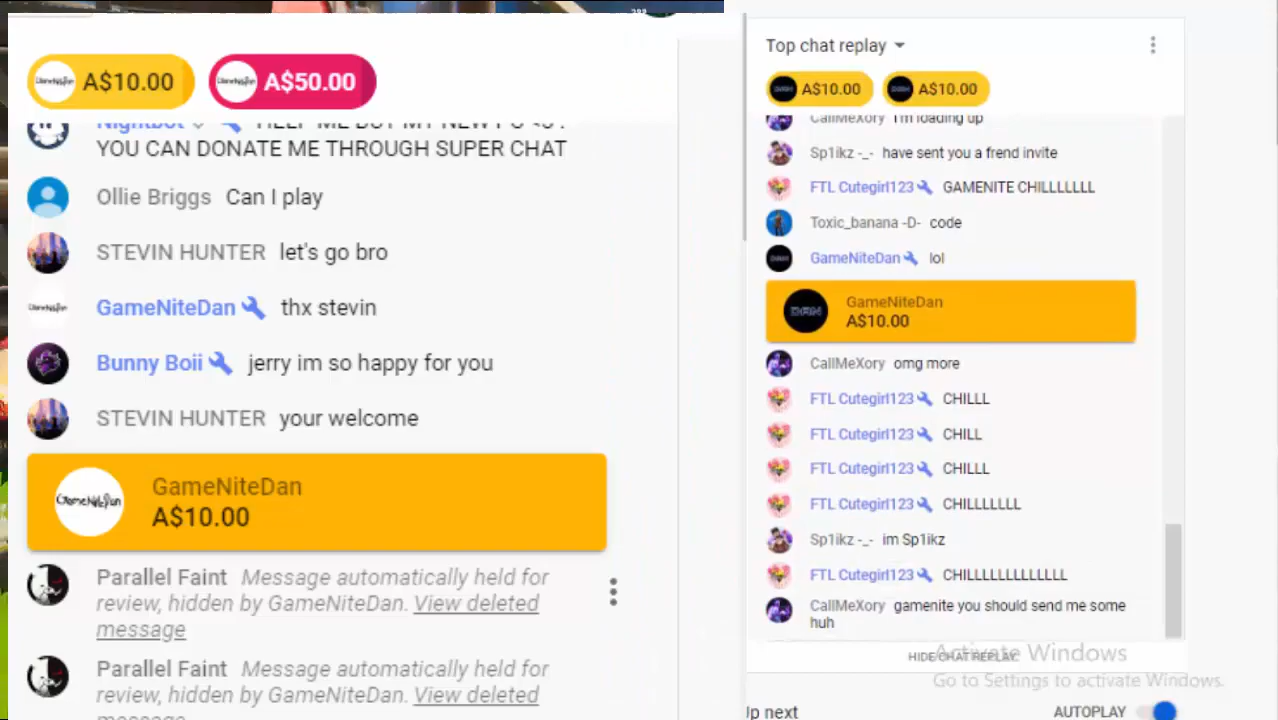 A$10.00
A$50.00
Nightbot HELP ME BUY MY NEW
YOU CAN DONATE ME THROUGH SUPER CHAT
Ollie Briggs Can I play
STEVIN HUNTER let's go bro
GameNiteDan thx stevin
Bunny Boii jerry im so happy for you
STEVIN HUNTER your welcome
GameNiteDan
GameNiteDan
A$10.00
Parallel Faint Message automatically held for
review, hidden by GameNiteDan. View deleted
message
Parallel Faint Message automatically held for
review, hidden by GameNiteDan. View deleted
message
Top chat replay
A$10.00
A$10.00
CallMeXory I'm loading up
Sp1ikz -_- have sent you a frend invite
FTL Cutegirl123 GAMENITE CHILLLLLLL
Toxic_banana -D- code
GameNiteDan lol
DAN
GameNiteDan
A$10.00
CallMeXory omg more
FTL Cutegirl123 CHILLL
FTL Cutegirl123 CHILL
FTL Cutegirl123 CHILLL
FTL Cutegirl123 CHILLLLLLL
Sp1ikz -_- im Sp1ikz
FTL Cutegirl123 CHILLLLLLLLLLLLL
CallMeXory gamenite you should send me some
huh
HIDE CHAT REPLAY
Activate Windows
Go to Settings to activate Windows.
Up next
AUTOPLAY